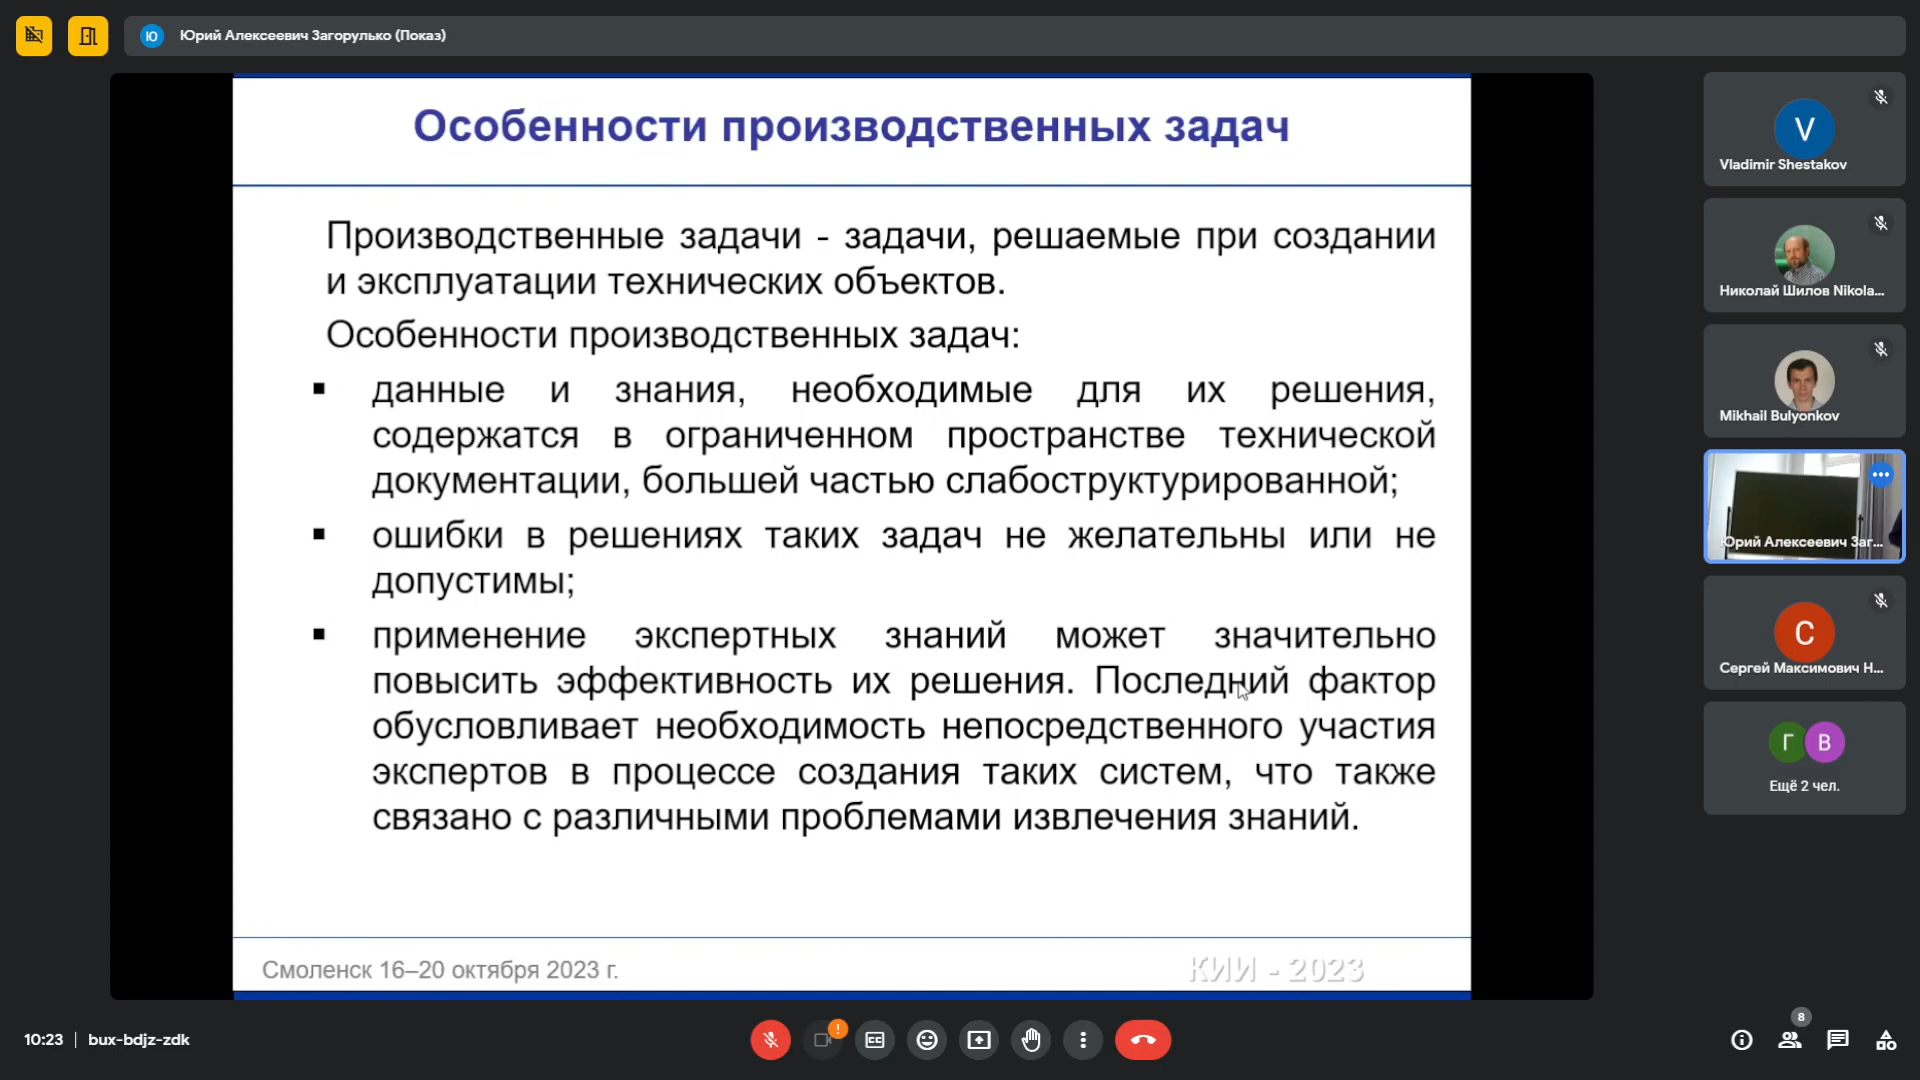 Ю Юрий Алексеевич Загорулько (Показ)
Особенности производственных задач
Производственные задачи - задачи, решаемые при создании
и эксплуатации технических объектов.
Особенности производственных задач:
▪ данные и знания, необходимые для их решения,
содержатся в ограниченном пространстве технической
документации, большей частью слабоструктурированной;
▪ ошибки в решениях таких задач не желательны или не
допустимы;
▪ применение экспертных знаний может значительно
повысить эффективность их решения. Последний фактор
обусловливает необходимость непосредственного участия
экспертов в процессе создания таких систем, что также
связано с различными проблемами извлечения знаний.
Смоленск 16–20 октября 2023 г. КИИ - 2023
V
Vladimir Shestakov
Николай Шилов Nikola...
Mikhail Bulyonkov
Юрий Алексеевич Заг...
С
Сергей Максимович Н...
Г В
Ещё 2 чел.
10:23 | bux-bdjz-zdk
!
CC
8